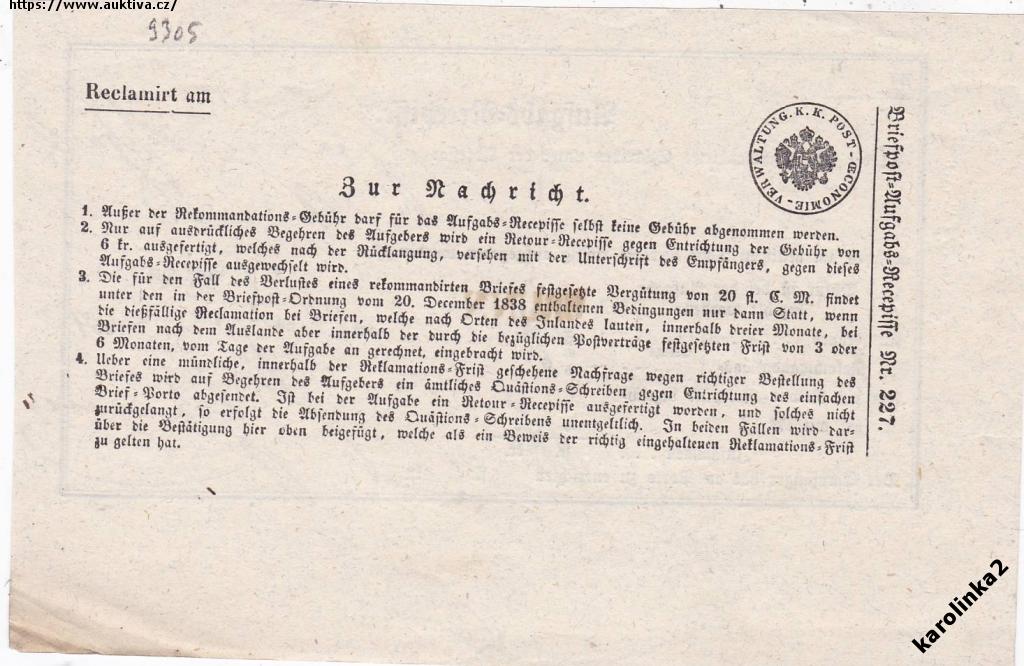 https://www.auktiva.cz/
9305
Reclamirt am
VERWALTUNG. K. K. POST-ŒCONOMIE-
Briefpost-Aufgabs-Recepisse Nr. 227.
Zur Nachricht.
1. Außer der Rekommandations-Gebühr darf für das Aufgabs-Recepisse selbst keine Gebühr abgenommen werden.
2. Nur auf ausdrückliches Begehren des Aufgebers wird ein Retour-Recepisse gegen Entrichtung der Gebühr von
6 kr. ausgefertigt, welches nach der Rücklangung, versehen mit der Unterschrift des Empfängers, gegen dieses
Aufgabs-Recepisse ausgewechselt wird.
3. Die für den Fall des Verlustes eines rekommandirten Briefes festgesetzte Vergütung von 20 fl. C. M. findet
unter den in der Briefpost-Ordnung vom 20. December 1838 enthaltenen Bedingungen nur dann Statt, wenn
die dießfällige Reclamation bei Briefen, welche nach Orten des Inlandes lauten, innerhalb dreier Monate, bei
Briefen nach dem Auslande aber innerhalb der durch die bezüglichen Postverträge festgesetzten Frist von 3 oder
6 Monaten, vom Tage der Aufgabe an gerechnet, eingebracht wird.
4. Ueber eine mündliche, innerhalb der Reklamations-Frist geschehene Nachfrage wegen richtiger Bestellung des
Briefes wird auf Begehren des Aufgebers ein ämtliches Quästions-Schreiben gegen Entrichtung des einfachen
Brief-Porto abgesendet. Ist bei der Aufgabe ein Retour-Recepisse ausgefertigt worden, und solches nicht
zurückgelangt, so erfolgt die Absendung des Quästions-Schreibens unentgeltlich. In beiden Fällen wird dar-
über die Bestätigung hier oben beigefügt, welche als ein Beweis der richtig eingehaltenen Reklamations-Frist
zu gelten hat.
karolinka2